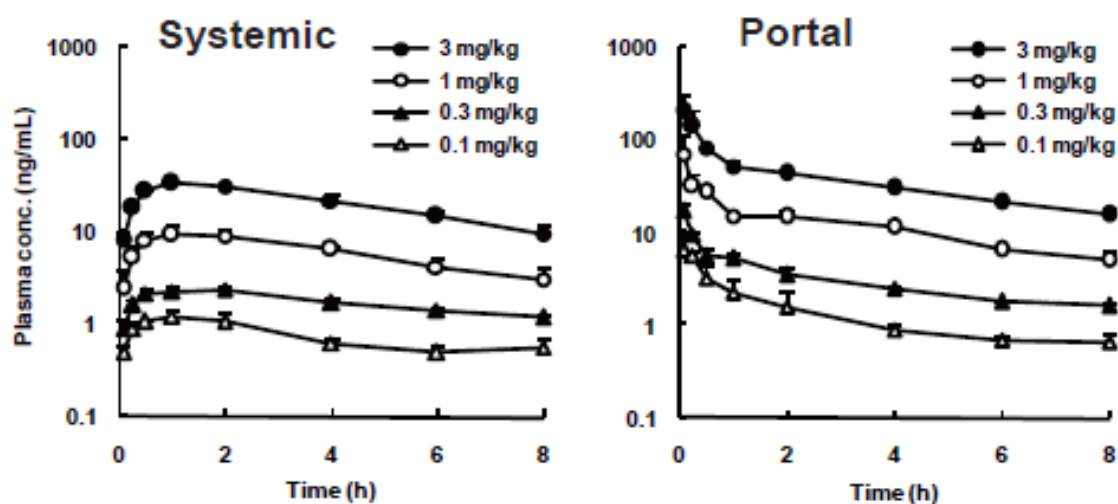 Systemic
1000
100
10
1
0.1
Plasma conc. (ng/mL)
0 2 4 6 8
Time (h)
3 mg/kg
1 mg/kg
0.3 mg/kg
0.1 mg/kg
Portal
1000
100
10
1
0.1
0 2 4 6 8
Time (h)
3 mg/kg
1 mg/kg
0.3 mg/kg
0.1 mg/kg